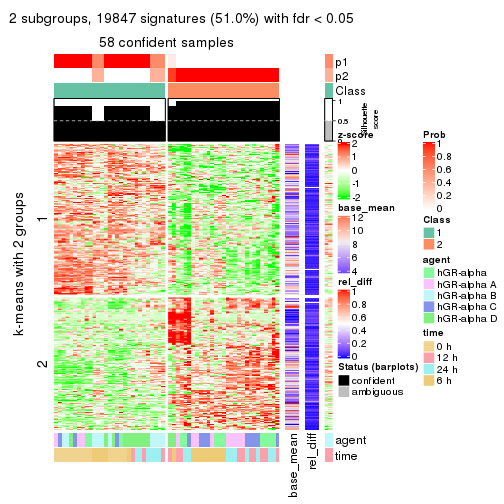 2 subgroups, 19847 signatures (51.0%) with fdr < 0.05
58 confident samples
p1
p2
Class
1
0.5
0
Silhouette score
k-means with 2 groups
1
2
z-score
2
1
0
-1
-2
base_mean
12
10
8
6
4
rel_diff
1
0.8
0.6
0.4
0.2
0
Status (barplots)
confident
ambiguous
Prob
1
0.8
0.6
0.4
0.2
0
Class
1
2
agent
hGR-alpha
hGR-alpha A
hGR-alpha B
hGR-alpha C
hGR-alpha D
time
0 h
12 h
24 h
6 h
agent
time
base_mean
rel_diff